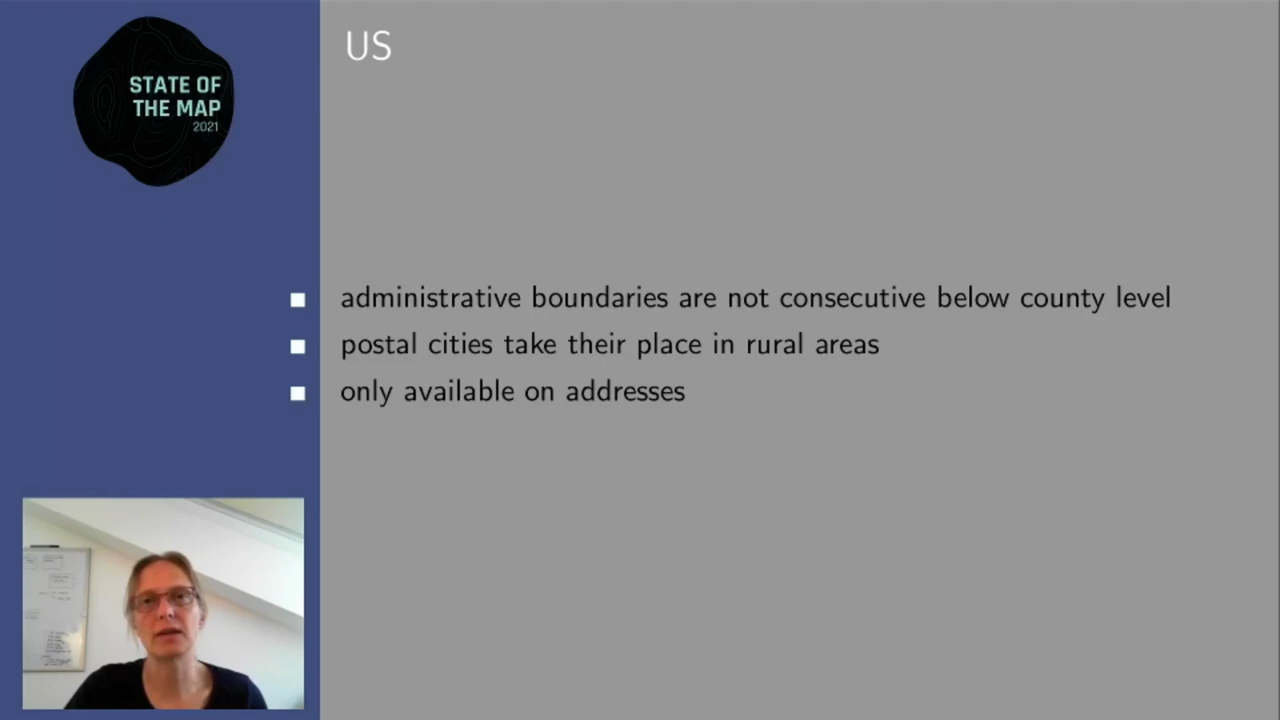 STATE OF
THE MAP
2021
US
administrative boundaries are not consecutive below county level
postal cities take their place in rural areas
only available on addresses